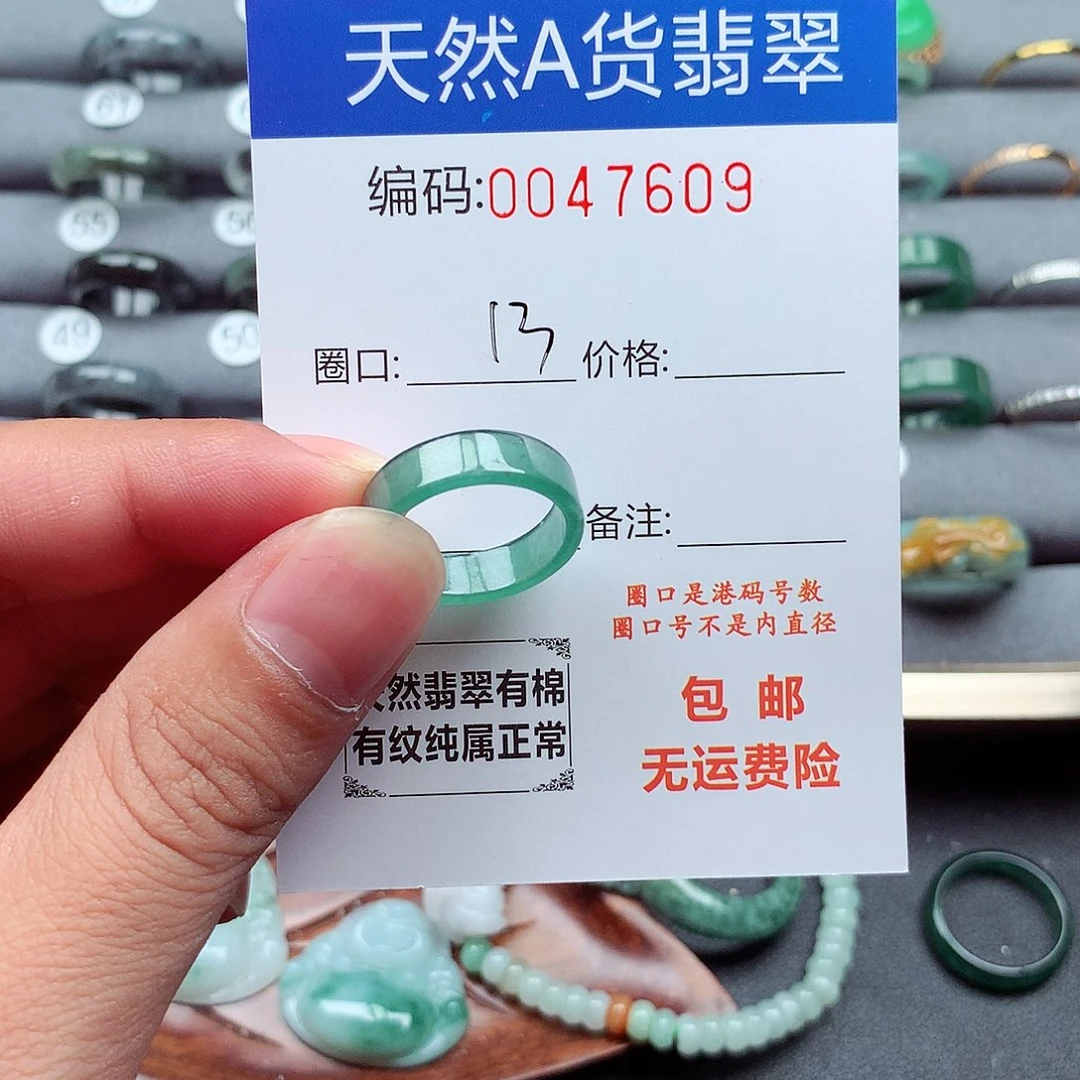 天然A货翡翠
编码:0047609
圈口: 13 价格:
备注:
圈口是港码号数
圈口号不是内直径
天然翡翠有棉
有纹纯属正常
包 邮
无运费险
67
55
56
49
50